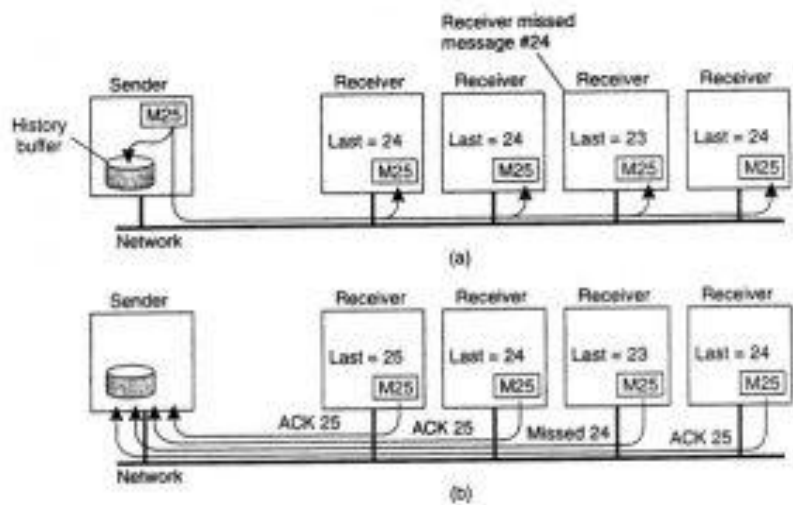 Receiver missed
message #24
Sender
Receiver
Receiver
Receiver
Receiver
History
buffer
M25
Last = 24
M25
Last = 24
M25
Last = 23
M25
Last = 24
M25
Network
(a)
Sender
Receiver
Receiver
Receiver
Receiver
Last = 25
M25
Last = 24
M25
Last = 23
M25
Last = 24
M25
ACK 25
ACK 25
Missed 24
ACK 25
Network
(b)